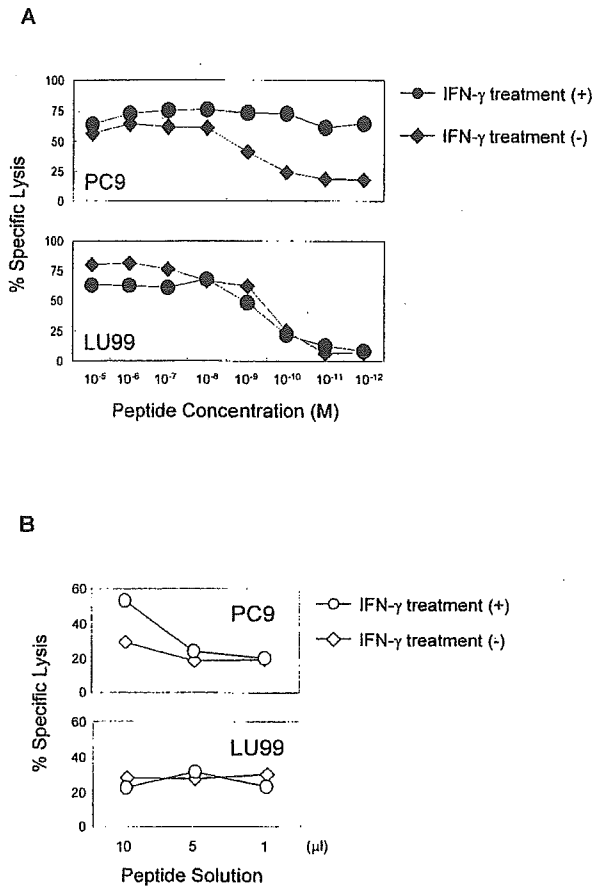 A
100
75
50
25
0
PC9
IFN-γ treatment (+)
IFN-γ treatment (-)
% Specific Lysis
100
75
50
25
0
LU99
10⁻⁵ 10⁻⁶ 10⁻⁷ 10⁻⁸ 10⁻⁹ 10⁻¹⁰ 10⁻¹¹ 10⁻¹²
Peptide Concentration (M)
B
60
40
20
0
PC9
IFN-γ treatment (+)
IFN-γ treatment (-)
% Specific Lysis
60
40
20
0
LU99
10 5 1 (μl)
Peptide Solution